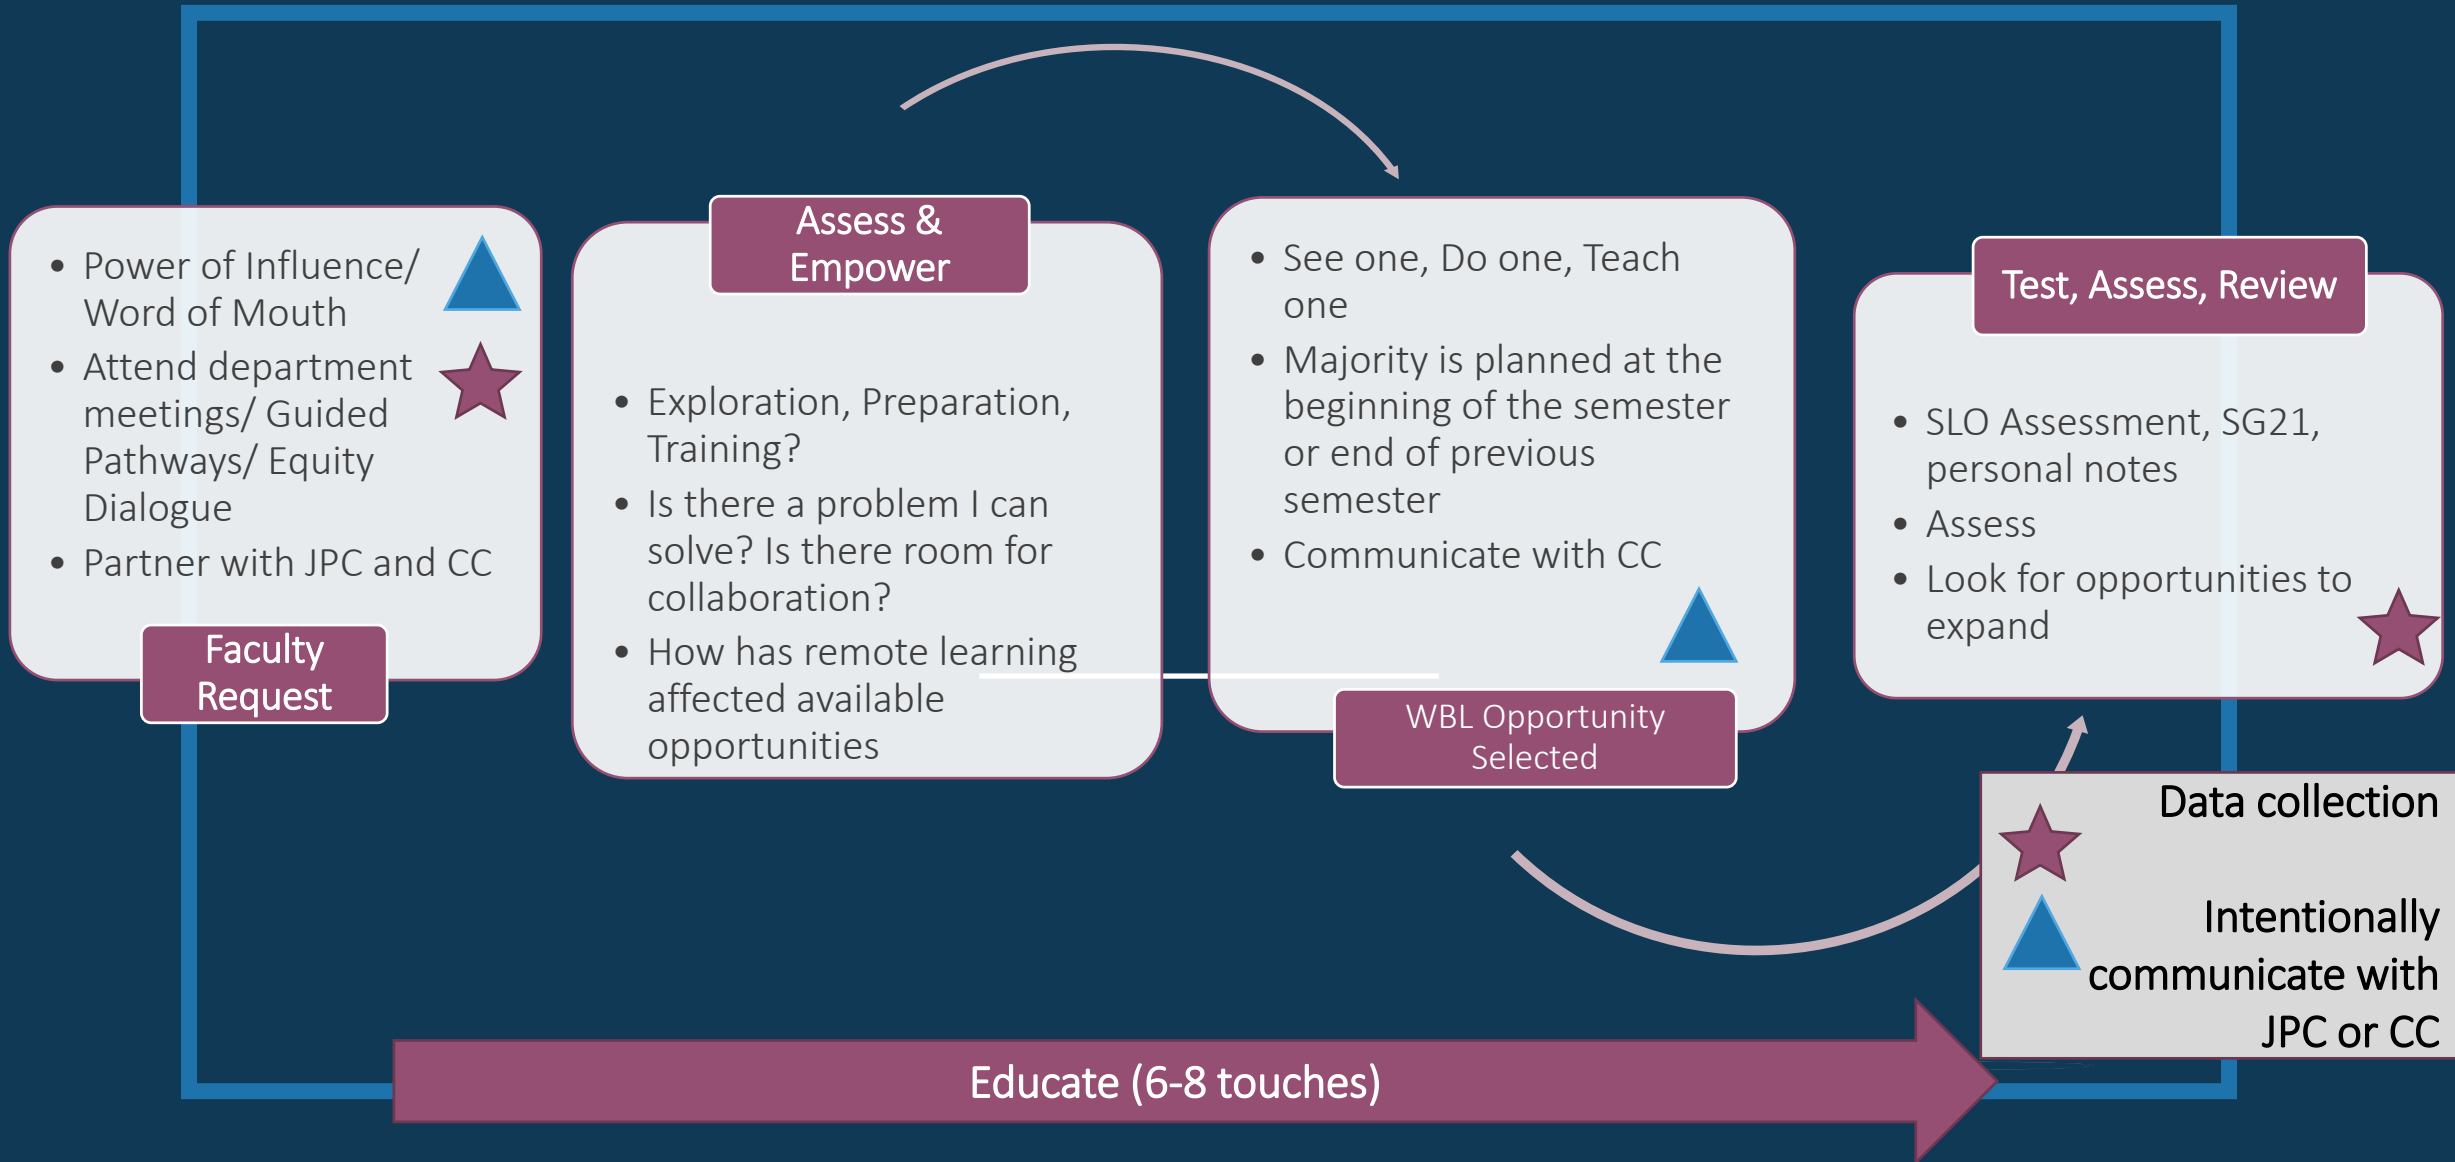 • Power of Influence/
Word of Mouth
• Attend department
meetings/ Guided
Pathways/ Equity
Dialogue
• Partner with JPC and CC
Faculty
Request
Assess &
Empower
• Exploration, Preparation,
Training?
• Is there a problem I can
solve? Is there room for
collaboration?
• How has remote learning
affected available
opportunities
• See one, Do one, Teach
one
• Majority is planned at the
beginning of the semester
or end of previous
semester
• Communicate with CC
WBL Opportunity
Selected
Test, Assess, Review
• SLO Assessment, SG21,
personal notes
• Assess
• Look for opportunities to
expand
Data collection
Intentionally
communicate with
JPC or CC
Educate (6-8 touches)